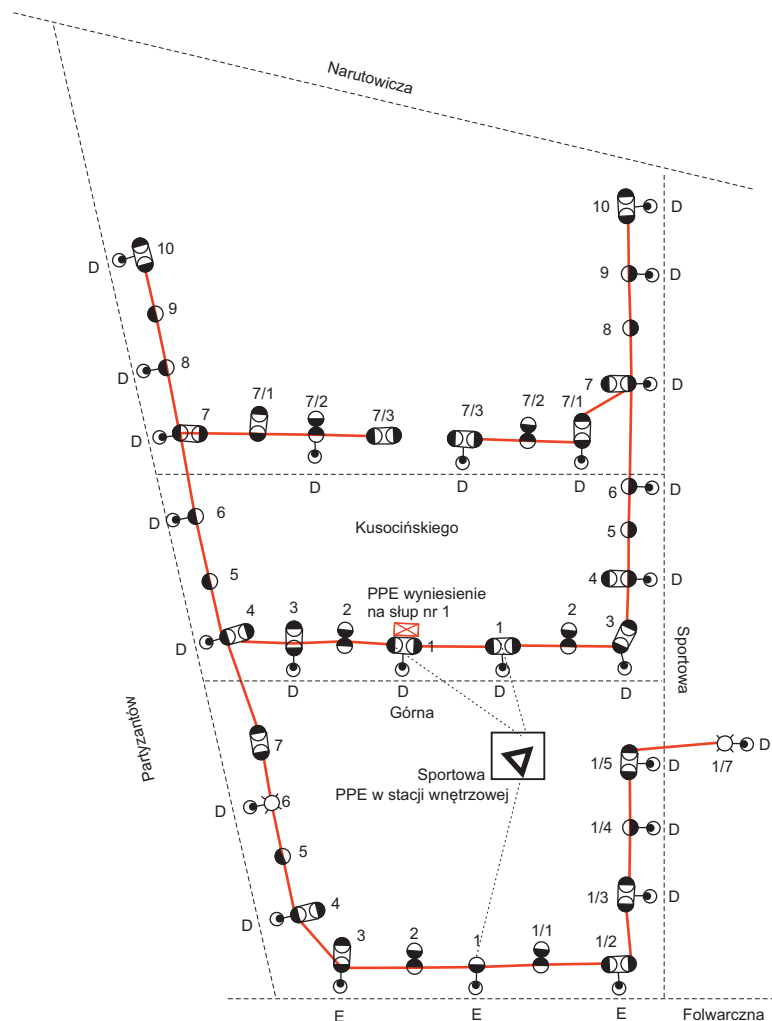 Narutowicza
10
D
10
D
9
D
9
8
8
D
7
D
D
7/1
7/2
7/3
7/3
7/2
7/1
7
D
D
D
D
D
6
6
D
Kusocińskiego
5
5
4
D
PPE wyniesienie
na słup nr 1
4
3
2
1
1
2
3
D
D
D
D
D
Sportowa
Górna
Partyzantów
7
Sportowa
PPE w stacji wnętrzowej
1/5
D
1/7
D
6
D
5
1/4
D
4
D
1/3
D
3
2
1
1/1
1/2
E
E
E
Folwarczna